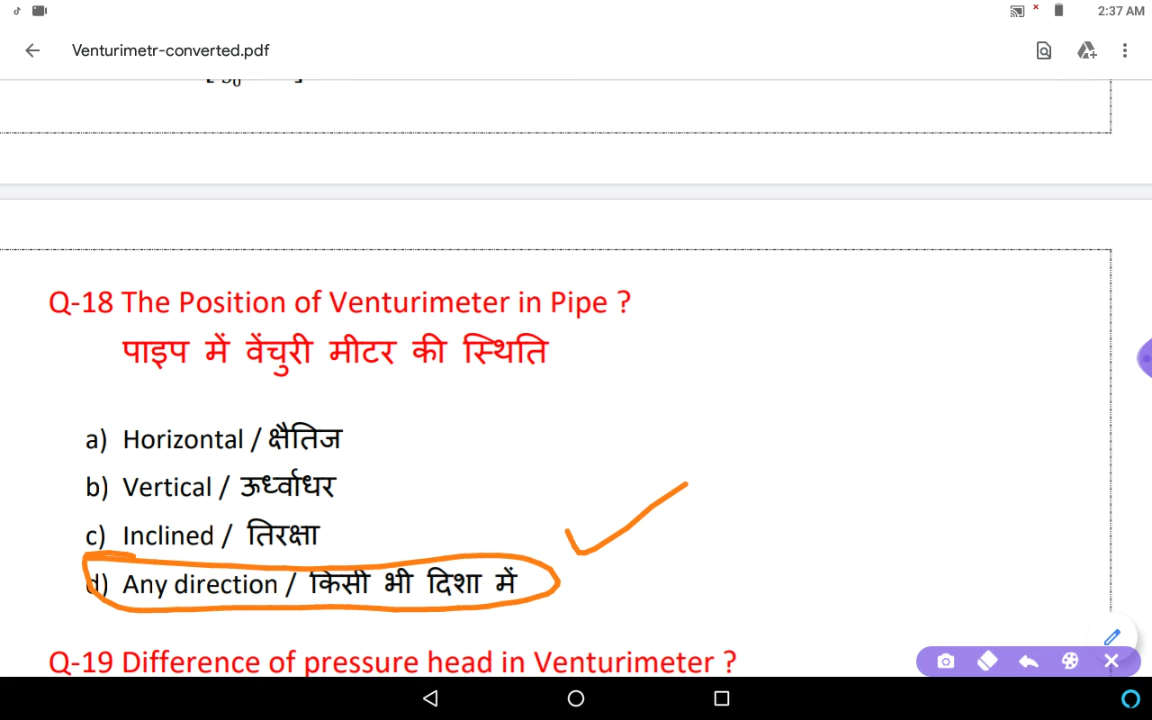 2:37 AM
Venturimetr-converted.pdf
Q-18 The Position of Venturimeter in Pipe ?
पाइप में वेंचुरी मीटर की स्थिति
a) Horizontal / क्षैतिज
b) Vertical / ऊर्ध्वाधर
c) Inclined / तिरक्षा
d) Any direction / किसी भी दिशा में
Q-19 Difference of pressure head in Venturimeter ?